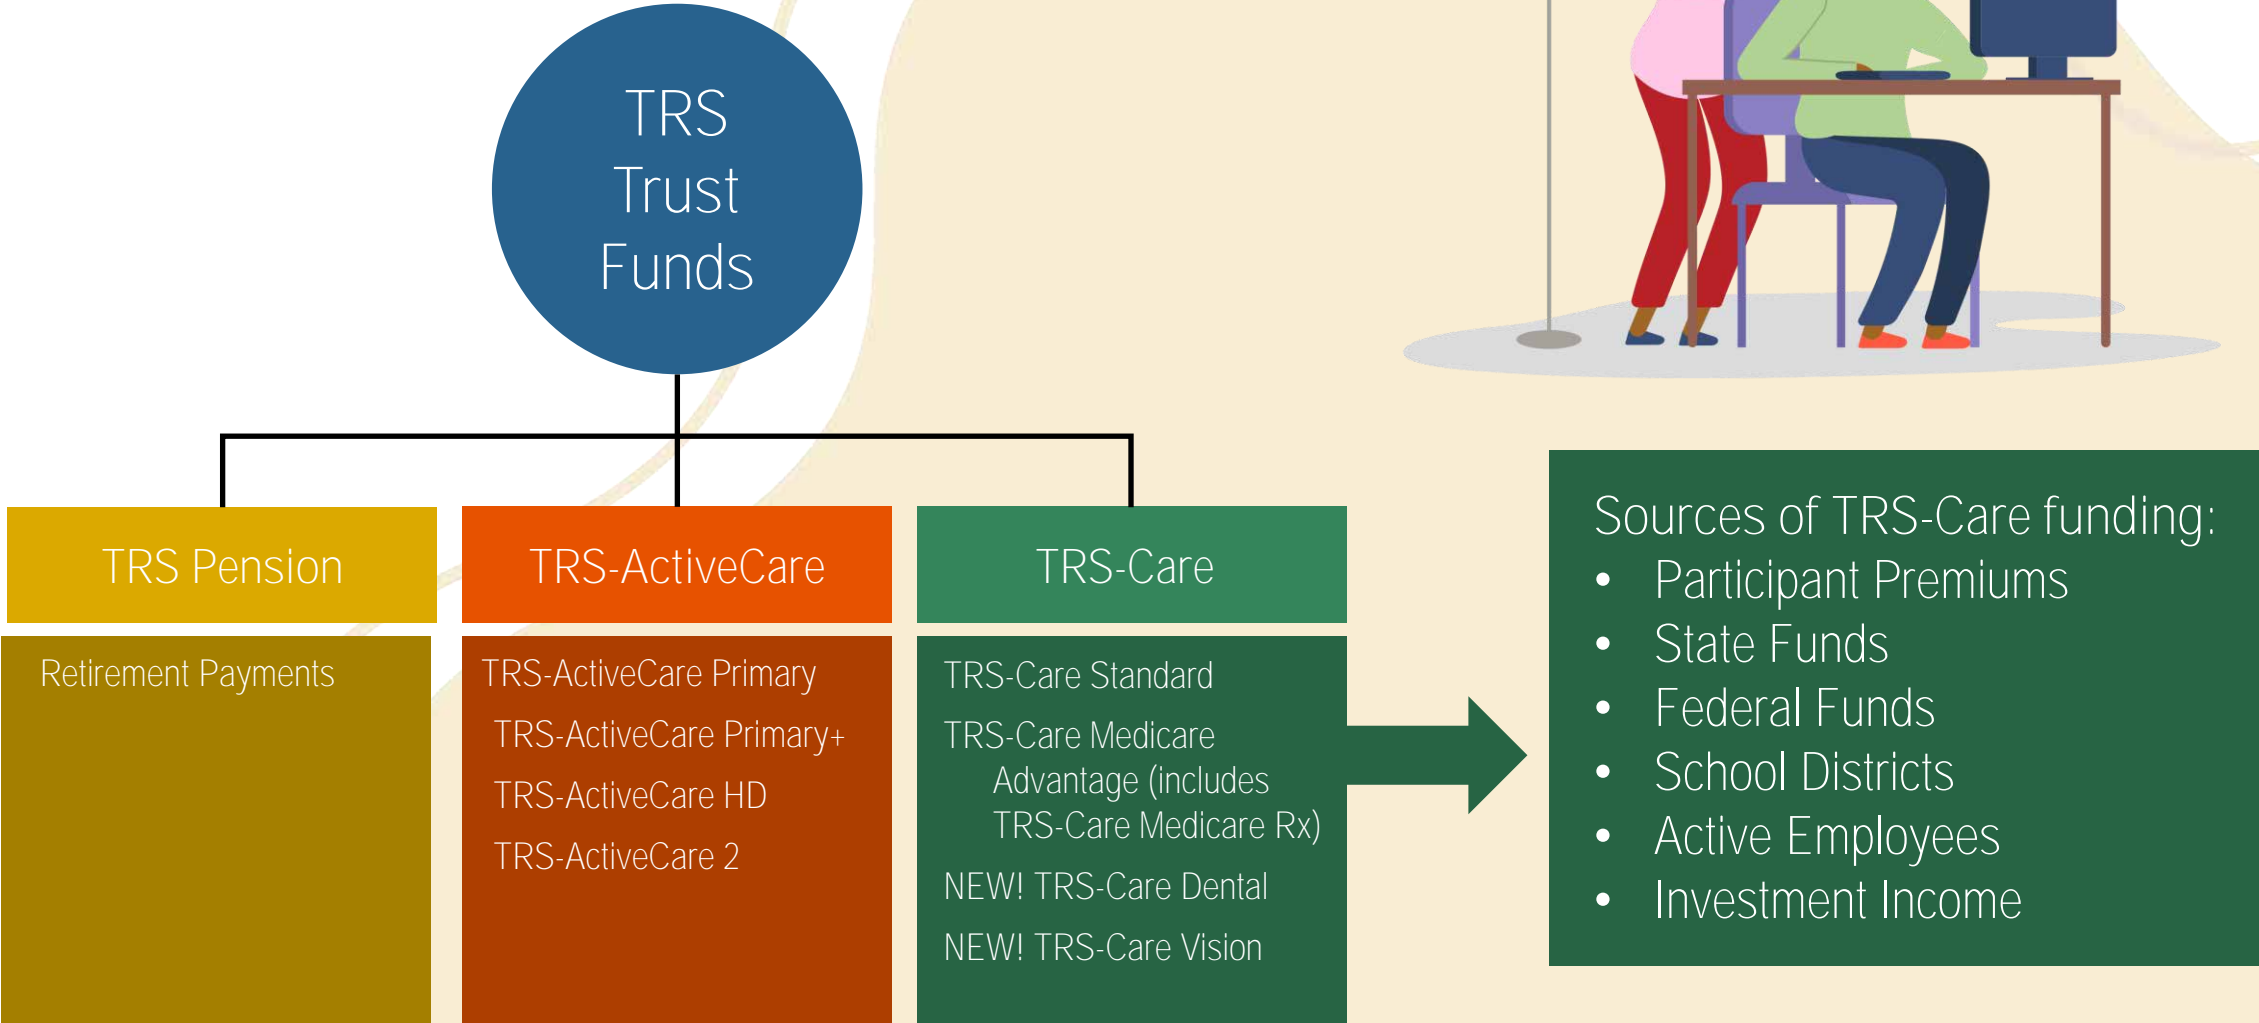 TRS
Trust
Funds
TRS Pension
Retirement Payments
TRS-ActiveCare
TRS-ActiveCare Primary
TRS-ActiveCare Primary+
TRS-ActiveCare HD
TRS-ActiveCare 2
TRS-Care
TRS-Care Standard
TRS-Care Medicare
Advantage (includes
TRS-Care Medicare Rx)
NEW! TRS-Care Dental
NEW! TRS-Care Vision
Sources of TRS-Care funding:
• Participant Premiums
• State Funds
• Federal Funds
• School Districts
• Active Employees
• Investment Income